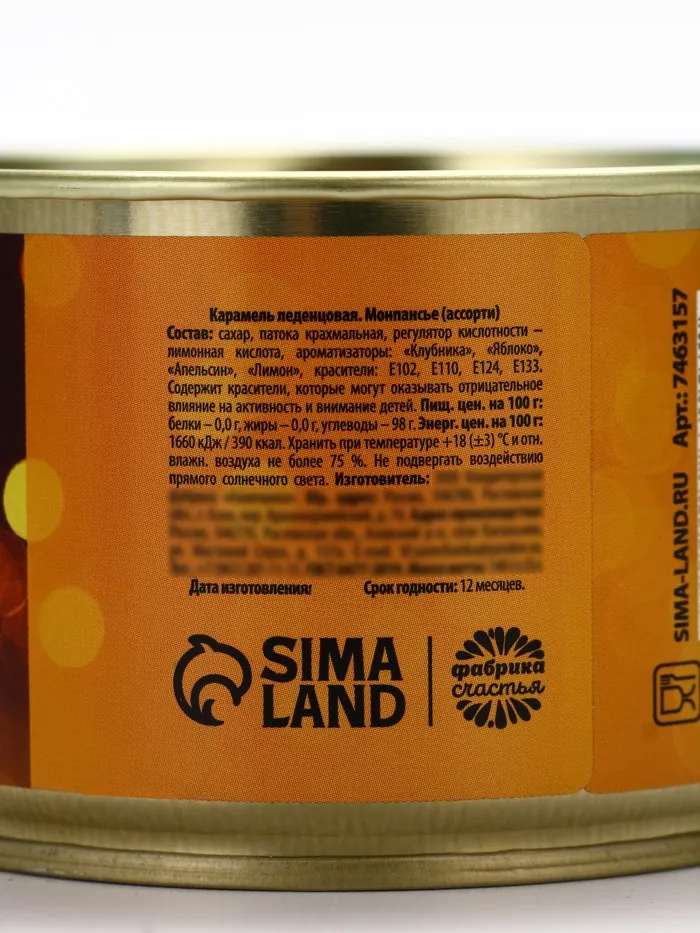 Карамель леденцовая. Монпансье (ассорти)
Состав: сахар, патока крахмальная, регулятор кислотности –
лимонная кислота, ароматизаторы: «Клубника», «Яблоко»,
«Апельсин», «Лимон», красители: Е102, Е110, Е124, Е133.
Содержит красители, которые могут оказывать отрицательное
влияние на активность и внимание детей. Пищ. цен. на 100 г:
белки – 0,0 г, жиры – 0,0 г, углеводы – 98 г. Энерг. цен. на 100 г:
1660 кДж / 390 ккал. Хранить при температуре +18 (±3) °С и отн.
влажн. воздуха не более 75 %. Не подвергать воздействию
прямого солнечного света. Изготовитель:
Дата изготовления: Срок годности: 12 месяцев.
SIMA
LAND
фабрика
счастья
SIMA-LAND.RU Арт.: 7463157